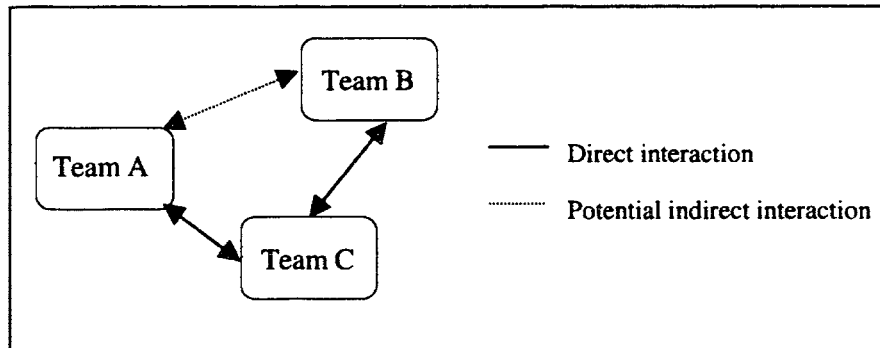 Team B
Team A
Direct interaction
Potential indirect interaction
Team C